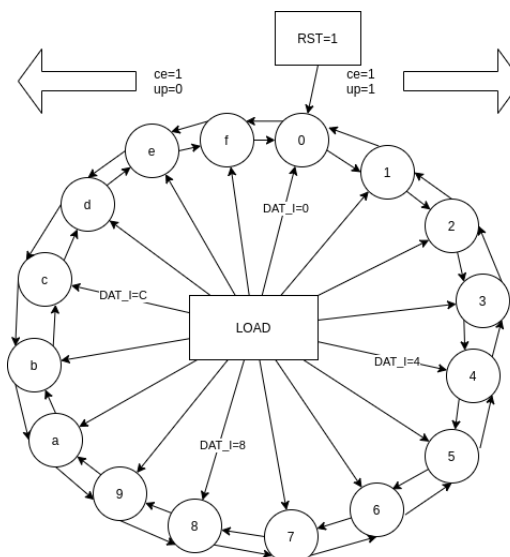 RST=1
ce=1
up=0
ce=1
up=1
f
0
e
1
DAT_I=0
d
2
c
DAT_I=C
3
LOAD
b
DAT_I=4
4
a
DAT_I=8
5
9
6
8
7